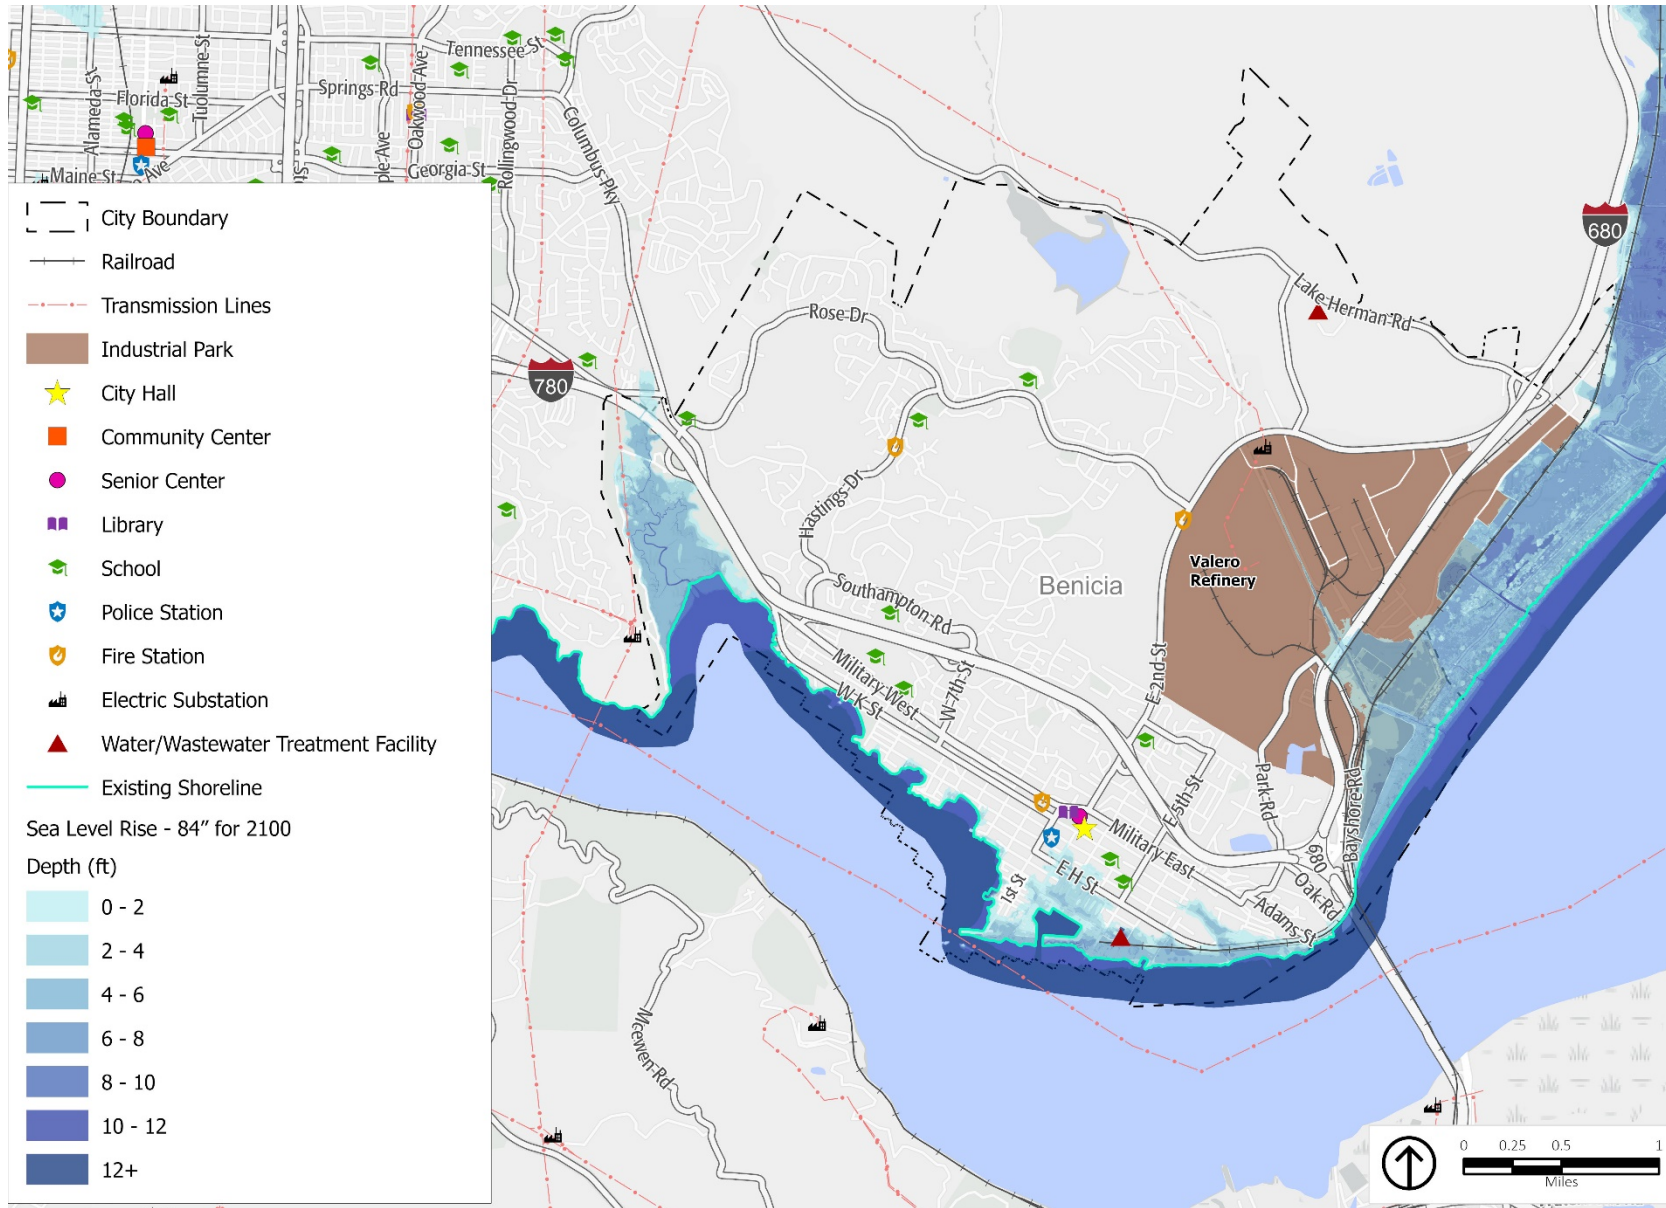 Tennessee St
Springs Rd
Florida St
Alameda St
Tuolumne St
Oakwood Ave
Rollingwood Dr
Columbus Pky
Georgia St
Maine St
Ave
ple Ave
680
City Boundary
Railroad
Transmission Lines
Industrial Park
City Hall
Community Center
Senior Center
Library
School
Police Station
Fire Station
Electric Substation
Water/Wastewater Treatment Facility
Existing Shoreline
Sea Level Rise - 84” for 2100
Depth (ft)
0 - 2
2 - 4
4 - 6
6 - 8
8 - 10
10 - 12
12+
Lake Herman Rd
Rose Dr
780
Hastings Dr
Valero
Refinery
Benicia
Southampton Rd
Military West
W K St
W 7th St
E 2nd St
E 5th St
Park Rd
Bayshore Rd
680
Military East
Oak Rd
Adams St
E H St
1st St
Mcewen Rd
0 0.25 0.5 1
Miles